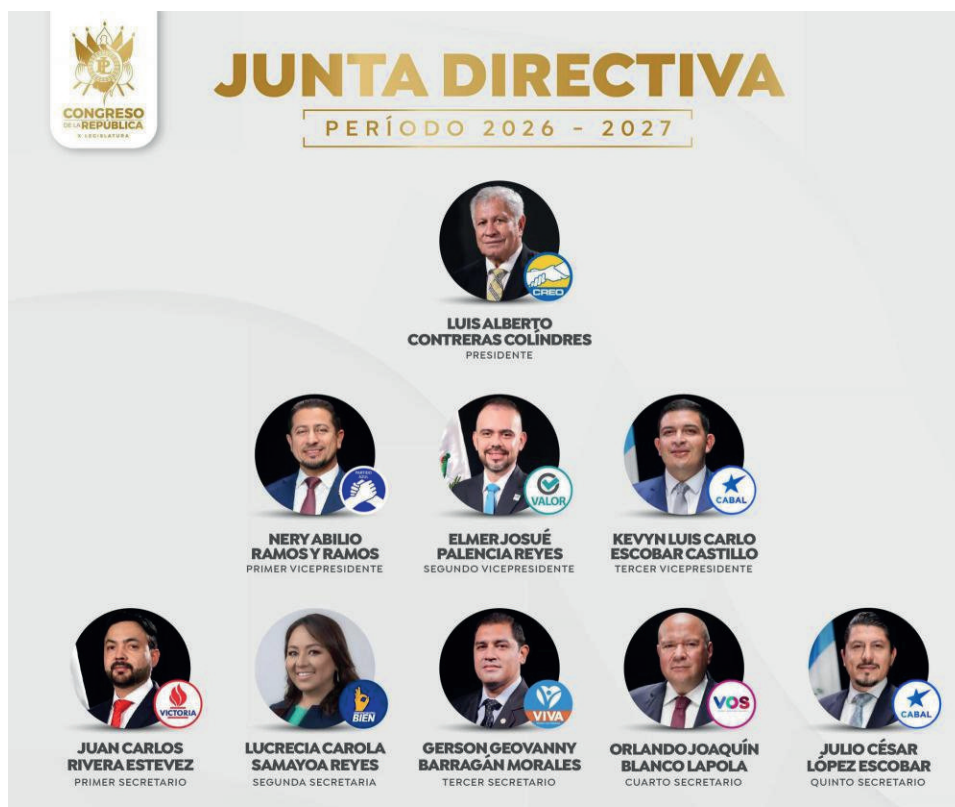 CONGRESO
DE LA REPÚBLICA
X LEGISLATURA
JUNTA DIRECTIVA
PERÍODO 2026 - 2027
CREO
LUIS ALBERTO
CONTRERAS COLÍNDRES
PRESIDENTE
NERY ABILIO
RAMOS Y RAMOS
PRIMER VICEPRESIDENTE
VALOR
ELMER JOSUÉ
PALENCIA REYES
SEGUNDO VICEPRESIDENTE
CABAL
KEVYN LUIS CARLO
ESCOBAR CASTILLO
TERCER VICEPRESIDENTE
VICTORIA
JUAN CARLOS
RIVERA ESTEVEZ
PRIMER SECRETARIO
BIEN
LUCRECIA CAROLA
SAMAYOA REYES
SEGUNDA SECRETARIA
VIVA
GERSON GEOVANNY
BARRAGÁN MORALES
TERCER SECRETARIO
VOS
ORLANDO JOAQUÍN
BLANCO LAPOLA
CUARTO SECRETARIO
CABAL
JULIO CÉSAR
LÓPEZ ESCOBAR
QUINTO SECRETARIO